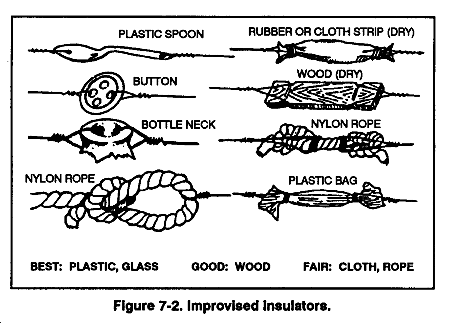 PLASTIC SPOON
RUBBER OR CLOTH STRIP (DRY)
BUTTON
WOOD (DRY)
BOTTLE NECK
NYLON ROPE
NYLON ROPE
PLASTIC BAG
BEST: PLASTIC, GLASS GOOD: WOOD FAIR: CLOTH, ROPE
Figure 7-2. Improvised insulators.